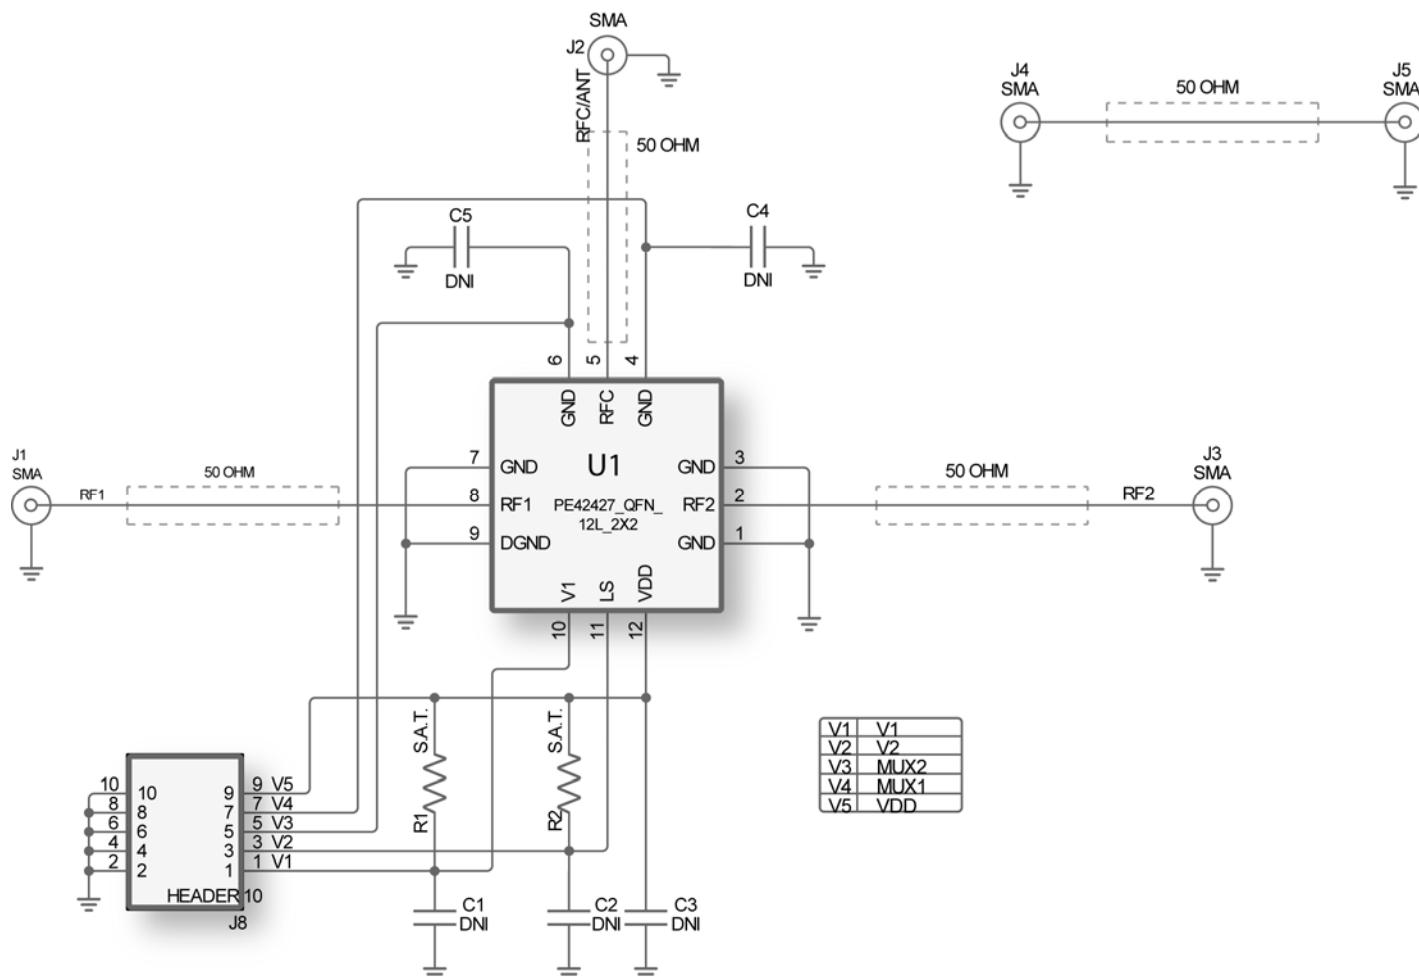 SMA
J2
RFC/ANT
50 OHM
J4
SMA
50 OHM
J5
SMA
C5
DNI
C4
DNI
6
5
4
GND
RFC
GND
J1
SMA
RF1
50 OHM
7
8
9
GND
RF1
DGND
U1
PE42427_QFN_
12L_2X2
GND
RF2
GND
3
2
1
50 OHM
RF2
J3
SMA
V1
LS
VDD
10
11
12
S.A.T.
R1
S.A.T.
R2
10
8
6
4
2
10
8
6
4
2
9
7
5
3
1
9 V5
7 V4
5 V3
3 V2
1 V1
HEADER 10
J8
C1
DNI
C2
DNI
C3
DNI
V1 V1
V2 V2
V3 MUX2
V4 MUX1
V5 VDD